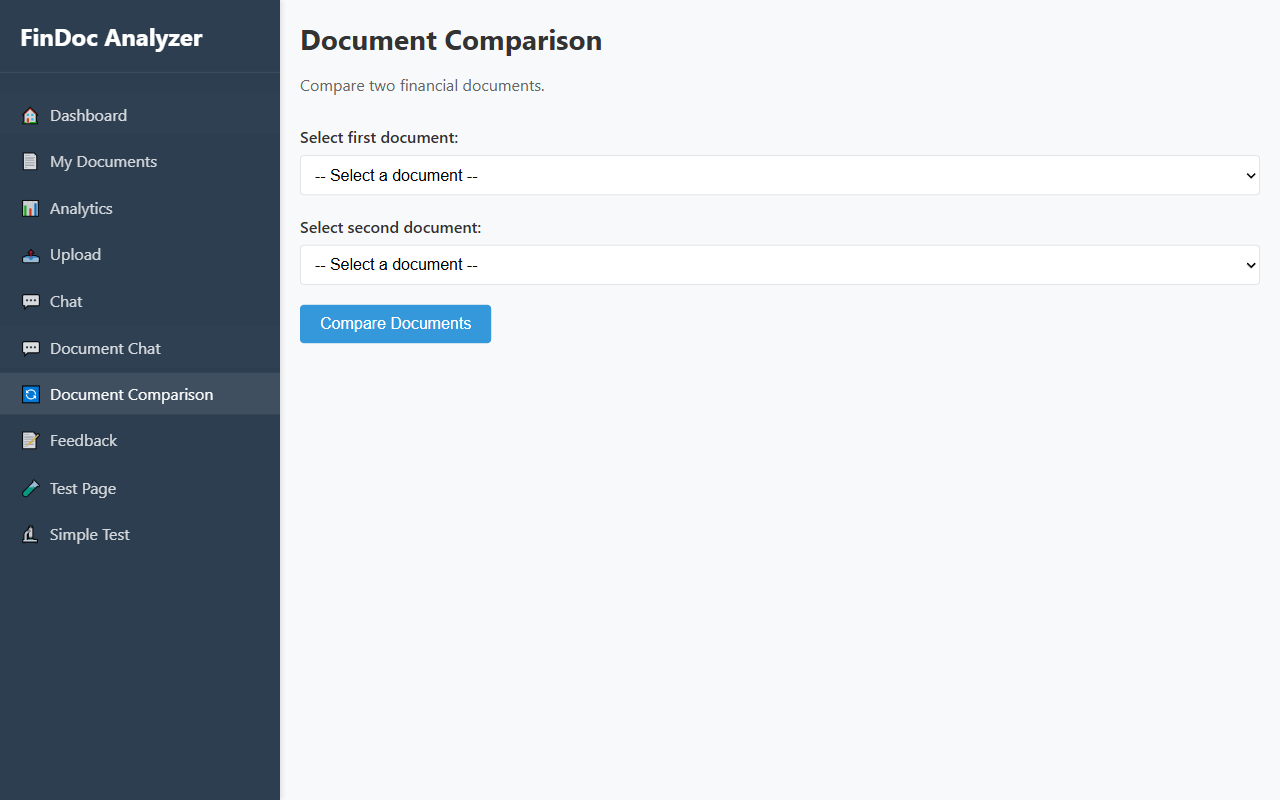 FinDoc Analyzer
Dashboard
My Documents
Analytics
Upload
Chat
Document Chat
Document Comparison
Feedback
Test Page
Simple Test
Document Comparison
Compare two financial documents.
Select first document:
-- Select a document --
Select second document:
-- Select a document --
Compare Documents